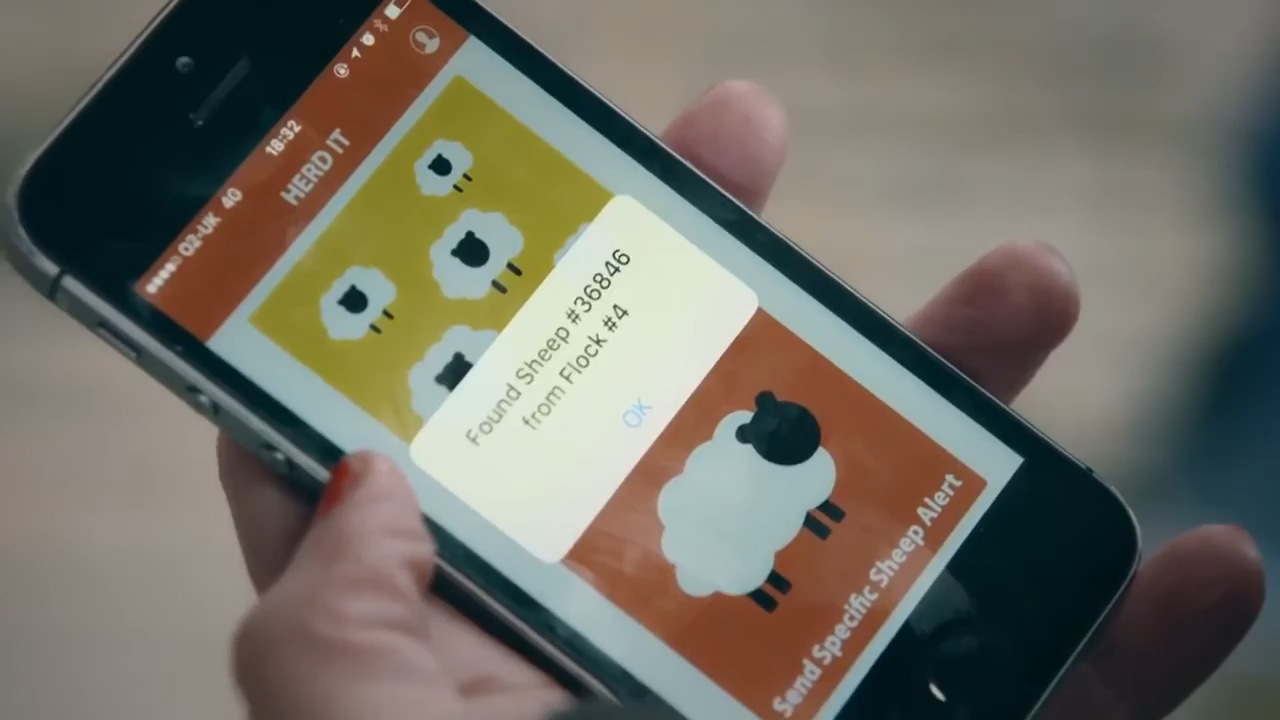 O2-UK 4G
18:32
HERD IT
Found Sheep #36846
from Flock #4
OK
Send Specific Sheep Alert